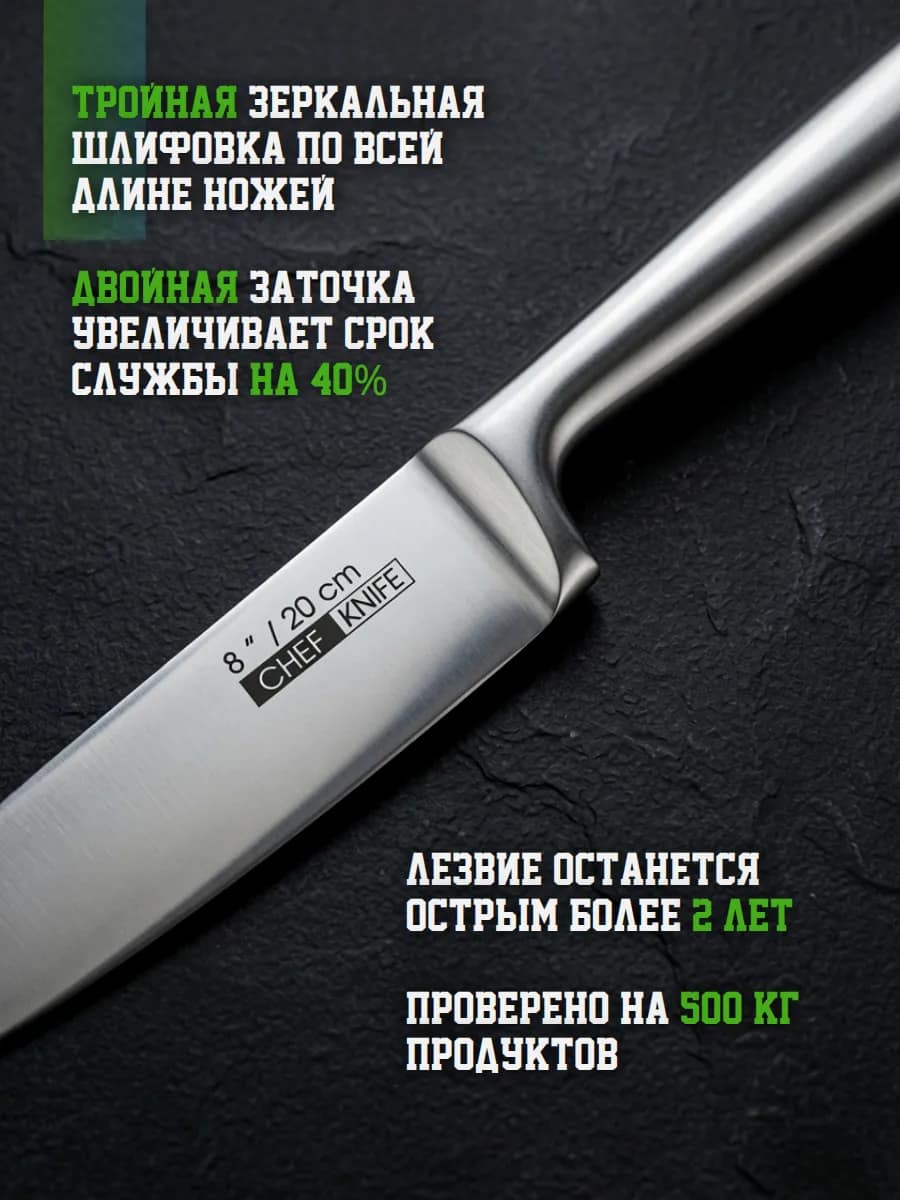 ТРОЙНАЯ ЗЕРКАЛЬНАЯ
ШЛИФОВКА ПО ВСЕЙ
ДЛИНЕ НОЖЕЙ
ДВОЙНАЯ ЗАТОЧКА
УВЕЛИЧИВАЕТ СРОК
СЛУЖБЫ НА 40%
8 " / 20 cm
CHEF KNIFE
ЛЕЗВИЕ ОСТАНЕТСЯ
ОСТРЫМ БОЛЕЕ 2 ЛЕТ
ПРОВЕРЕНО НА 500 КГ
ПРОДУКТОВ